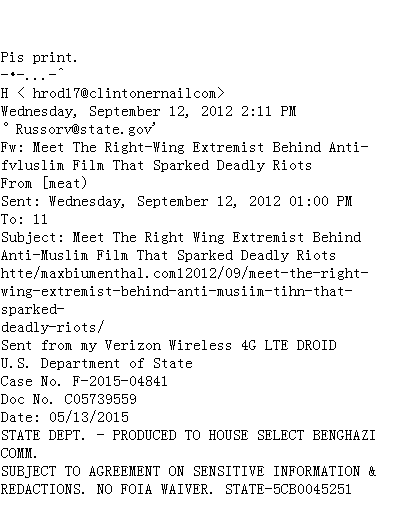 Pis print.
-•-...-^
H < hrod17@clintonernailcom>
Wednesday, September 12, 2012 2:11 PM
° Russorv@state.gov'
Fw: Meet The Right-Wing Extremist Behind Anti-
fvluslim Film That Sparked Deadly Riots
From [meat)
Sent: Wednesday, September 12, 2012 01:00 PM
To: 11
Subject: Meet The Right Wing Extremist Behind
Anti-Muslim Film That Sparked Deadly Riots
htte/maxbiumenthal.com12012/09/meet-the-right-
wing-extremist-behind-anti-musiim-tihn-that-
sparked-
deadly-riots/
Sent from my Verizon Wireless 4G LTE DROID
U.S. Department of State
Case No. F-2015-04841
Doc No. C05739559
Date: 05/13/2015
STATE DEPT. - PRODUCED TO HOUSE SELECT BENGHAZI
COMM.
SUBJECT TO AGREEMENT ON SENSITIVE INFORMATION &
REDACTIONS. NO FOIA WAIVER. STATE-5CB0045251